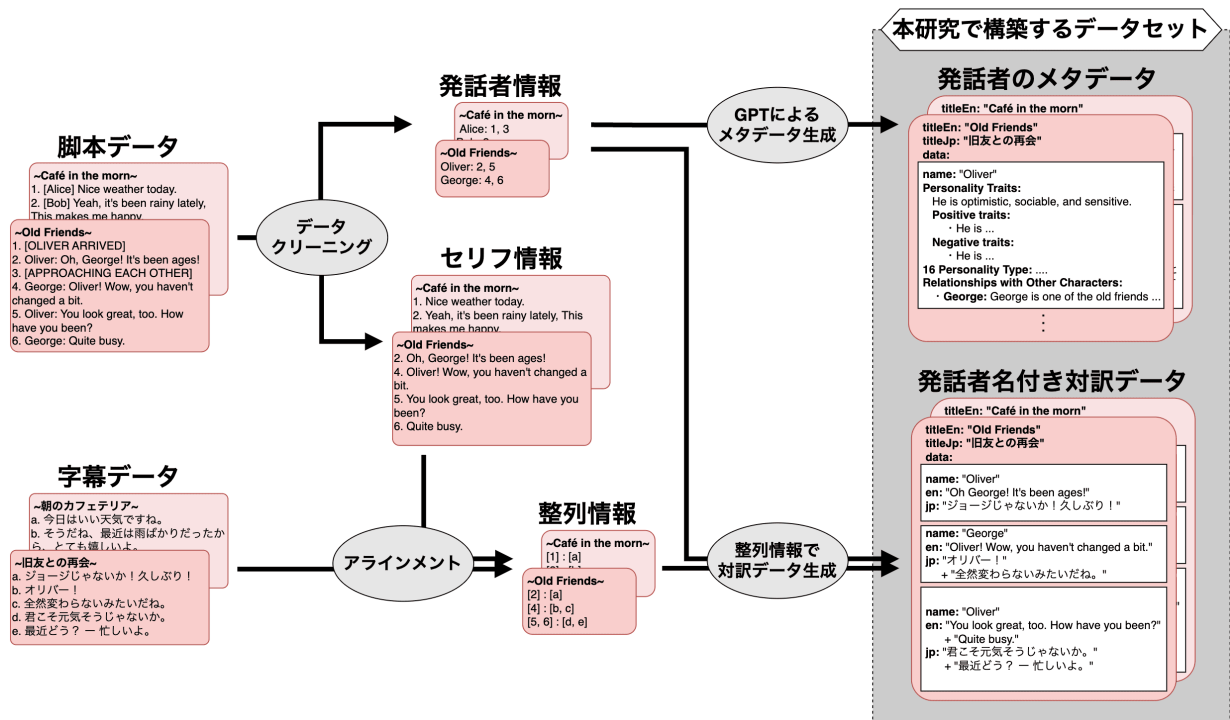 本研究で構築するデータセット
脚本データ
~Café in the morn~
1. [Alice] Nice weather today.
2. [Bob] Yeah, it's been rainy lately,
This makes me happy.
~Old Friends~
1. [OLIVER ARRIVED]
2. Oliver: Oh, George! It's been ages!
3. [APPROACHING EACH OTHER]
4. George: Oliver! Wow, you haven't
changed a bit.
5. Oliver: You look great, too. How
have you been?
6. George: Quite busy.
字幕データ
~朝のカフェテリア~
a. 今日はいい天気ですね。
b. そうだね、最近は雨ばかりだったか
ら、とても嬉しいよ。
~旧友との再会~
a. ジョージじゃないか！久しぶり！
b. オリバー！
c. 全然変わらないみたいだね。
d. 君こそ元気そうじゃないか。
e. 最近どう？ ー 忙しいよ。
データ
クリーニング
発話者情報
~Café in the morn~
Alice: 1, 3
~Old Friends~
Oliver: 2, 5
George: 4, 6
セリフ情報
~Café in the morn~
1. Nice weather today.
2. Yeah, it's been rainy lately, This
makes me happy.
~Old Friends~
2. Oh, George! It's been ages!
4. Oliver! Wow, you haven't changed a
bit.
5. You look great, too. How have you
been?
6. Quite busy.
アラインメント
整列情報
~Café in the morn~
[1] : [a]
~Old Friends~
[2] : [a]
[4] : [b, c]
[5, 6] : [d, e]
GPTによる
メタデータ生成
整列情報で
対訳データ生成
発話者のメタデータ
titleEn: "Café in the morn"
titleEn: "Old Friends"
titleJp: "旧友との再会"
data:
name: "Oliver"
Personality Traits:
He is optimistic, sociable, and sensitive.
Positive traits:
・He is ...
Negative traits:
・He is ...
16 Personality Type: ....
Relationships with Other Characters:
・George: George is one of the old friends ...
⋮
発話者名付き対訳データ
titleEn: "Café in the morn"
titleEn: "Old Friends"
titleJp: "旧友との再会"
data:
name: "Oliver"
en: "Oh George! It's been ages!"
jp: "ジョージじゃないか！久しぶり！"
name: "George"
en: "Oliver! Wow, you haven't changed a bit."
jp: "オリバー！"
+ "全然変わらないみたいだね。"
name: "Oliver"
en: "You look great, too. How have you been?"
+ "Quite busy."
jp: "君こそ元気そうじゃないか。"
+ "最近どう？ ー 忙しいよ。"